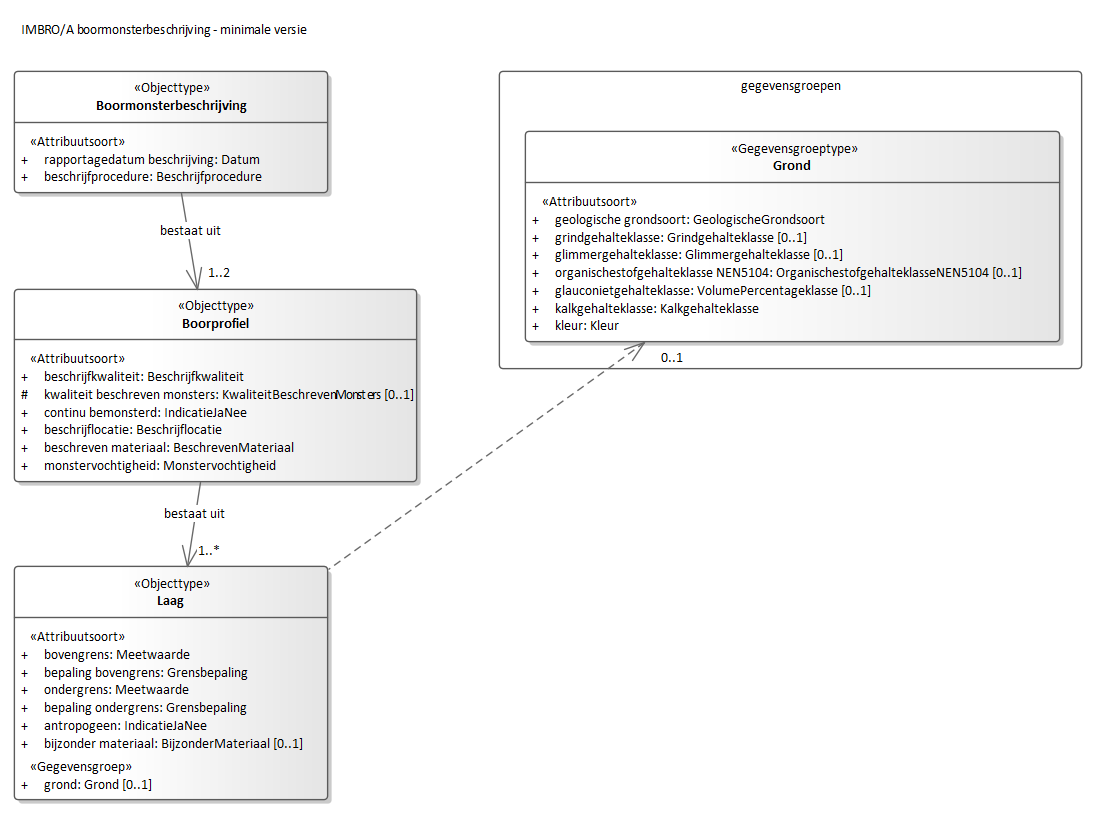 IMBRO/A boormonsterbeschrijving - minimale versie
«Objecttype»
Boormonsterbeschrijving
«Attribuutsoort»
+ rapportagedatum beschrijving: Datum
+ beschrijfprocedure: Beschrijfprocedure
bestaat uit
1..2
«Objecttype»
Boorprofiel
«Attribuutsoort»
+ beschrijfkwaliteit: Beschrijfkwaliteit
# kwaliteit beschreven monsters: KwaliteitBeschrevenMonsters [0..1]
+ continu bemonsterd: IndicatieJaNee
+ beschrijflocatie: Beschrijflocatie
+ beschreven materiaal: BeschrevenMateriaal
+ monstervochtigheid: Monstervochtigheid
bestaat uit
1..*
«Objecttype»
Laag
«Attribuutsoort»
+ bovengrens: Meetwaarde
+ bepaling bovengrens: Grensbepaling
+ ondergrens: Meetwaarde
+ bepaling ondergrens: Grensbepaling
+ antropogeen: IndicatieJaNee
+ bijzonder materiaal: BijzonderMateriaal [0..1]
«Gegevensgroep»
+ grond: Grond [0..1]
gegevensgroepen
«Gegevensgroeptype»
Grond
«Attribuutsoort»
+ geologische grondsoort: GeologischeGrondsoort
+ grindgehalteklasse: Grindgehalteklasse [0..1]
+ glimmergehalteklasse: Glimmergehalteklasse [0..1]
+ organischestofgehalteklasse NEN5104: OrganischestofgehalteklasseNEN5104 [0..1]
+ glauconietgehalteklasse: VolumePercentageklasse [0..1]
+ kalkgehalteklasse: Kalkgehalteklasse
+ kleur: Kleur
0..1